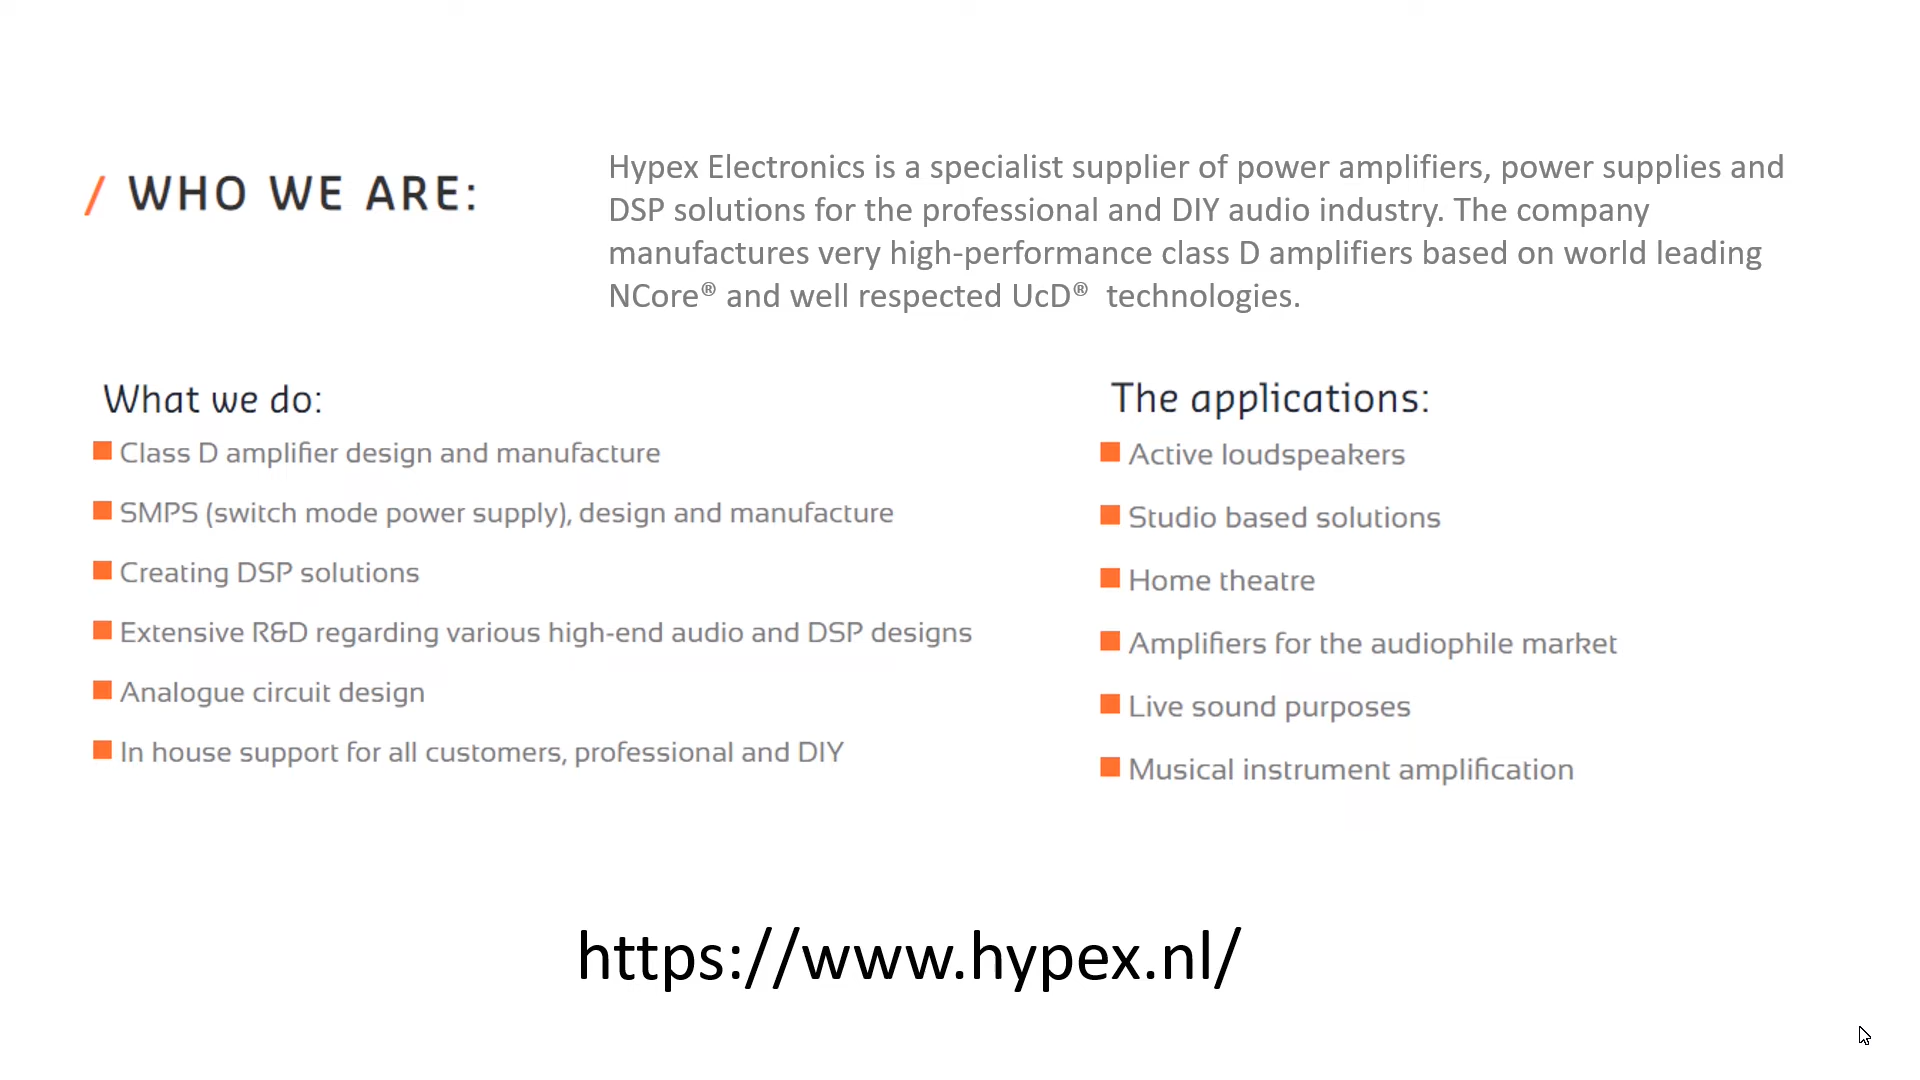 / WHO WE ARE:
Hypex Electronics is a specialist supplier of power amplifiers, power supplies and
DSP solutions for the professional and DIY audio industry. The company
manufactures very high-performance class D amplifiers based on world leading
NCore® and well respected UcD® technologies.
What we do:
Class D amplifier design and manufacture
SMPS (switch mode power supply), design and manufacture
Creating DSP solutions
Extensive R&D regarding various high-end audio and DSP designs
Analogue circuit design
In house support for all customers, professional and DIY
The applications:
Active loudspeakers
Studio based solutions
Home theatre
Amplifiers for the audiophile market
Live sound purposes
Musical instrument amplification
https://www.hypex.nl/